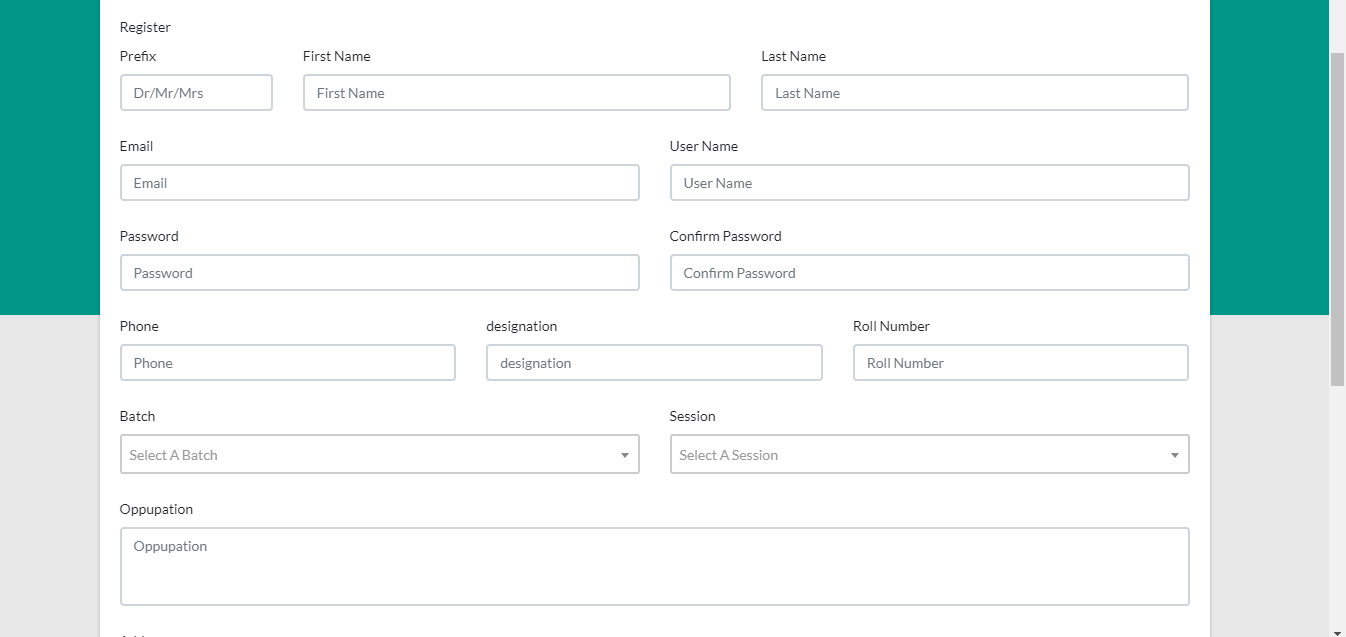 Register
Prefix First Name Last Name
Dr/Mr/Mrs First Name Last Name
Email User Name
Email User Name
Password Confirm Password
Password Confirm Password
Phone designation Roll Number
Phone designation Roll Number
Batch Session
Select A Batch Select A Session
Oppupation
Oppupation